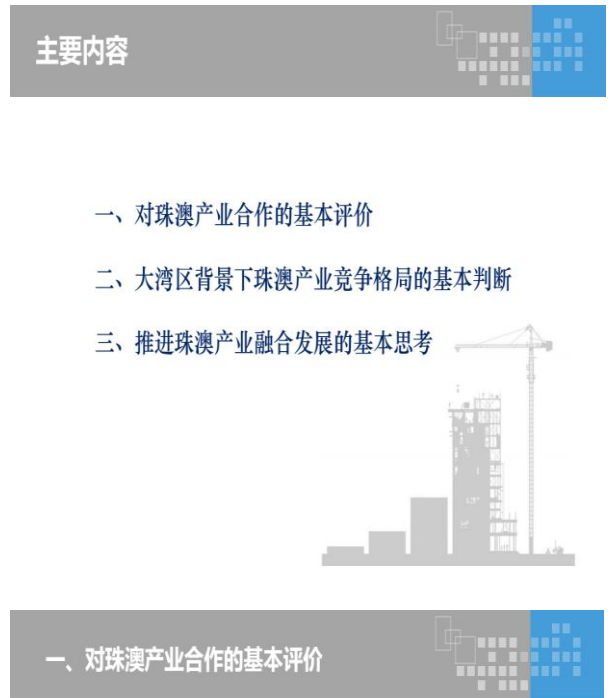 主要内容
一、对珠澳产业合作的基本评价
二、大湾区背景下珠澳产业竞争格局的基本判断
三、推进珠澳产业融合发展的基本思考
一、对珠澳产业合作的基本评价